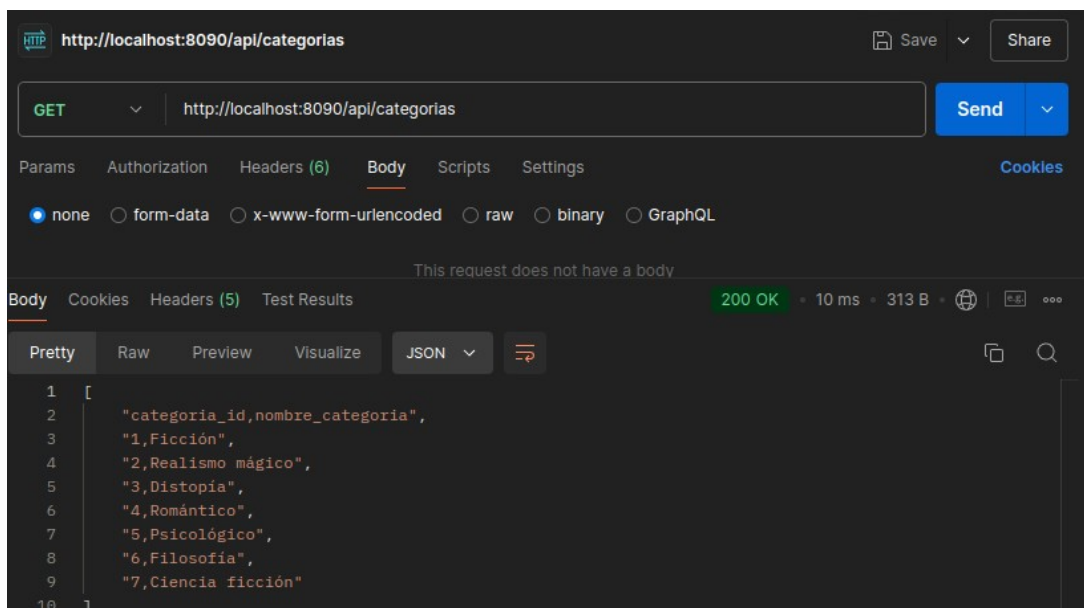 HTTP http://localhost:8090/api/categorias Save Share
GET http://localhost:8090/api/categorias Send
Params Authorization Headers (6) Body Scripts Settings Cookies
none form-data x-www-form-urlencoded raw binary GraphQL
This request does not have a body
Body Cookies Headers (5) Test Results 200 OK • 10 ms • 313 B • e.g.
Pretty Raw Preview Visualize JSON
1 [
2 "categoria_id,nombre_categoria",
3 "1,Ficción",
4 "2,Realismo mágico",
5 "3,Distopía",
6 "4,Romántico",
7 "5,Psicológico",
8 "6,Filosofía",
9 "7,Ciencia ficción"
10 ]